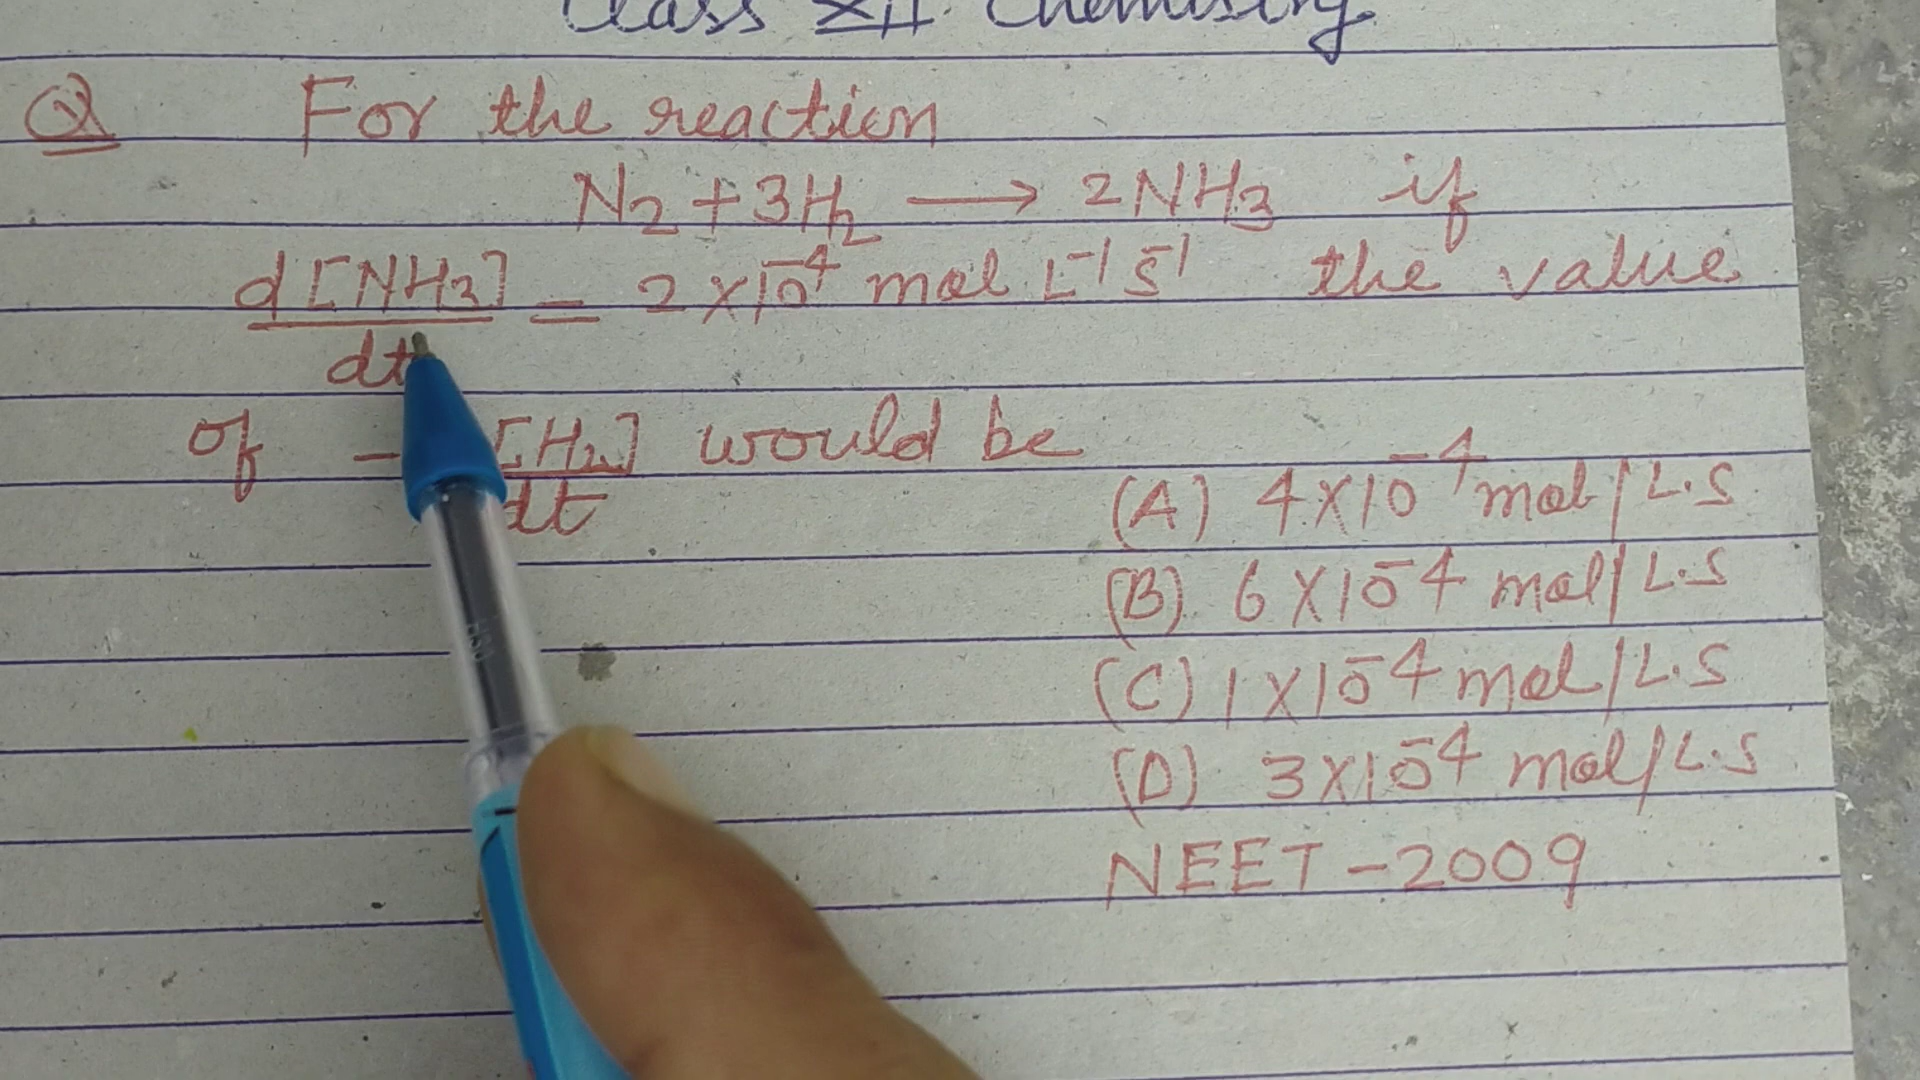 Class XII Chemistry
Q For the reaction
N₂ + 3H₂ ⟶ 2NH₃ if
d[NH₃] = 2×10⁻⁴ mol L⁻¹ S⁻¹ the value
dt
of - [H₂] would be
dt
(A) 4×10⁻⁴ mol/L.S
(B) 6×10⁻⁴ mol/L.S
(C) 1×10⁻⁴ mol/L.S
(D) 3×10⁻⁴ mol/L.S
NEET-2009